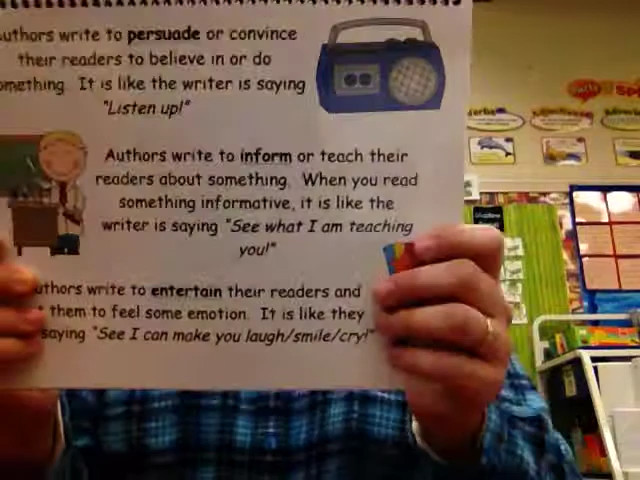 uthors write to persuade or convince
their readers to believe in or do
omething. It is like the writer is saying
"Listen up!"
Authors write to inform or teach their
readers about something. When you read
something informative, it is like the
writer is saying "See what I am teaching
you!"
uthors write to entertain their readers and
them to feel some emotion. It is like they
saying "See I can make you laugh/smile/cry!"